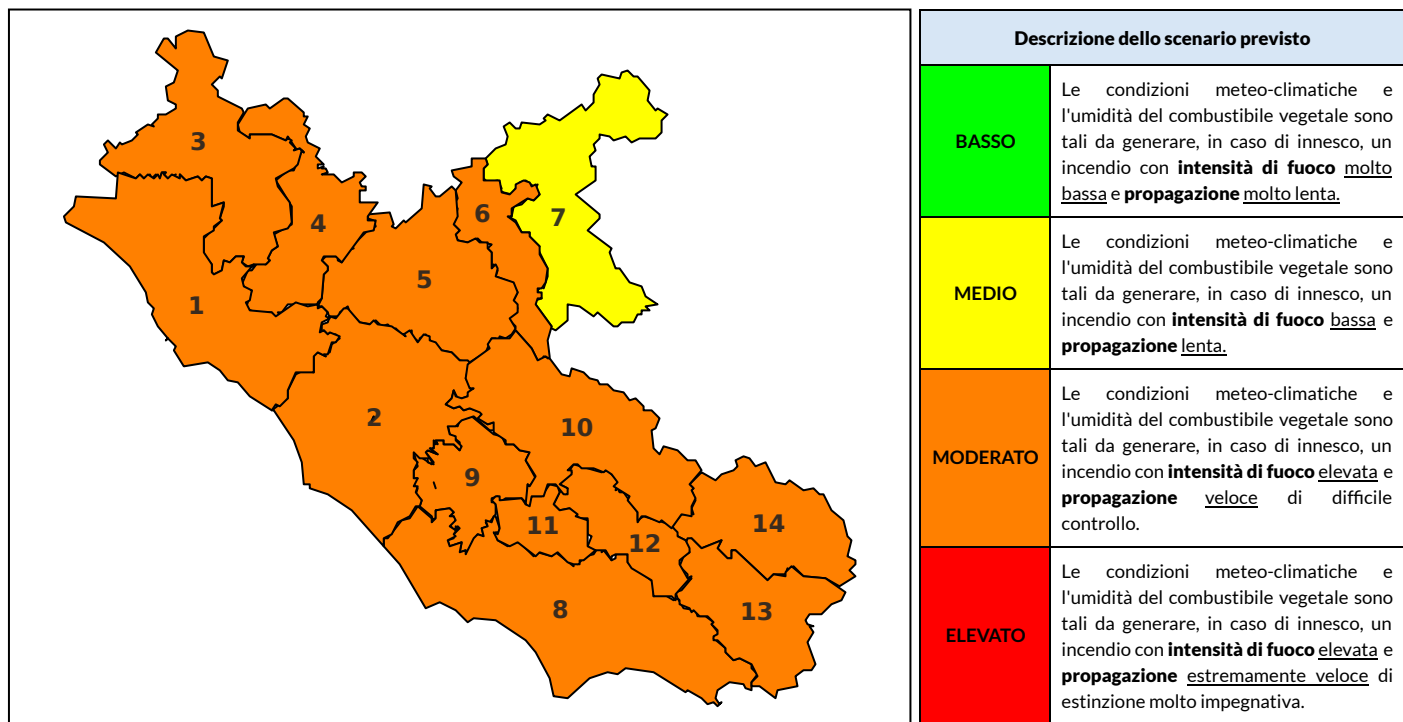 3
4
6
7
5
1
2
10
9
11
12
14
8
13
Descrizione dello scenario previsto
BASSO
Le condizioni meteo-climatiche e
l'umidità del combustibile vegetale sono
tali da generare, in caso di innesco, un
incendio con intensità di fuoco molto
bassa e propagazione molto lenta.
MEDIO
Le condizioni meteo-climatiche e
l'umidità del combustibile vegetale sono
tali da generare, in caso di innesco, un
incendio con intensità di fuoco bassa e
propagazione lenta.
MODERATO
Le condizioni meteo-climatiche e
l'umidità del combustibile vegetale sono
tali da generare, in caso di innesco, un
incendio con intensità di fuoco elevata e
propagazione veloce di difficile
controllo.
ELEVATO
Le condizioni meteo-climatiche e
l'umidità del combustibile vegetale sono
tali da generare, in caso di innesco, un
incendio con intensità di fuoco elevata e
propagazione estremamente veloce di
estinzione molto impegnativa.